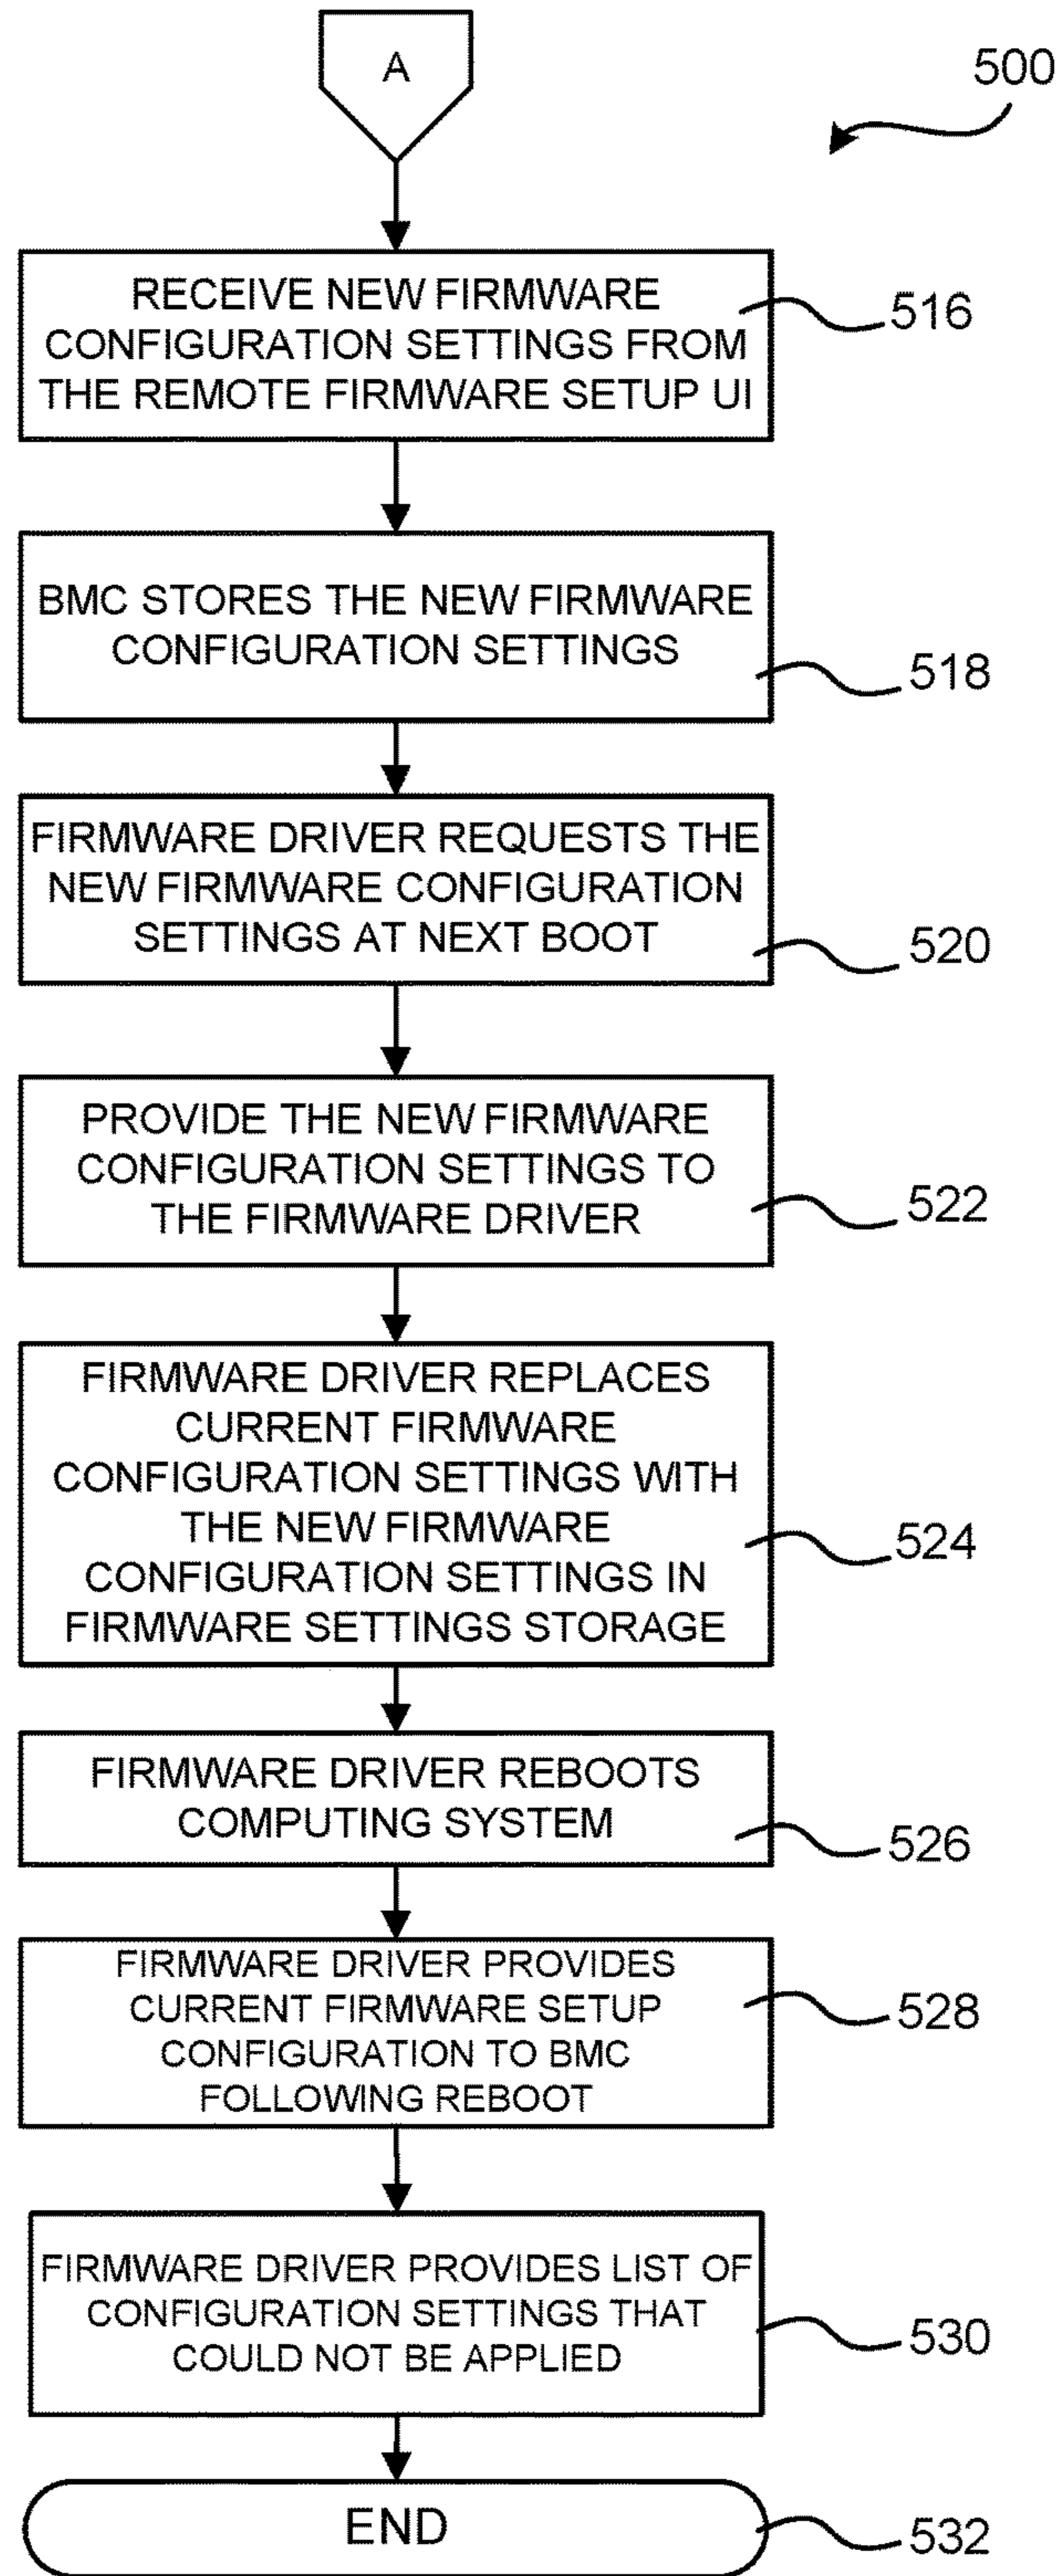 A
500
RECEIVE NEW FIRMWARE
CONFIGURATION SETTINGS FROM
THE REMOTE FIRMWARE SETUP UI
516
BMC STORES THE NEW FIRMWARE
CONFIGURATION SETTINGS
518
FIRMWARE DRIVER REQUESTS THE
NEW FIRMWARE CONFIGURATION
SETTINGS AT NEXT BOOT
520
PROVIDE THE NEW FIRMWARE
CONFIGURATION SETTINGS TO
THE FIRMWARE DRIVER
522
FIRMWARE DRIVER REPLACES
CURRENT FIRMWARE
CONFIGURATION SETTINGS WITH
THE NEW FIRMWARE
CONFIGURATION SETTINGS IN
FIRMWARE SETTINGS STORAGE
524
FIRMWARE DRIVER REBOOTS
COMPUTING SYSTEM
526
FIRMWARE DRIVER PROVIDES
CURRENT FIRMWARE SETUP
CONFIGURATION TO BMC
FOLLOWING REBOOT
528
FIRMWARE DRIVER PROVIDES LIST OF
CONFIGURATION SETTINGS THAT
COULD NOT BE APPLIED
530
END
532